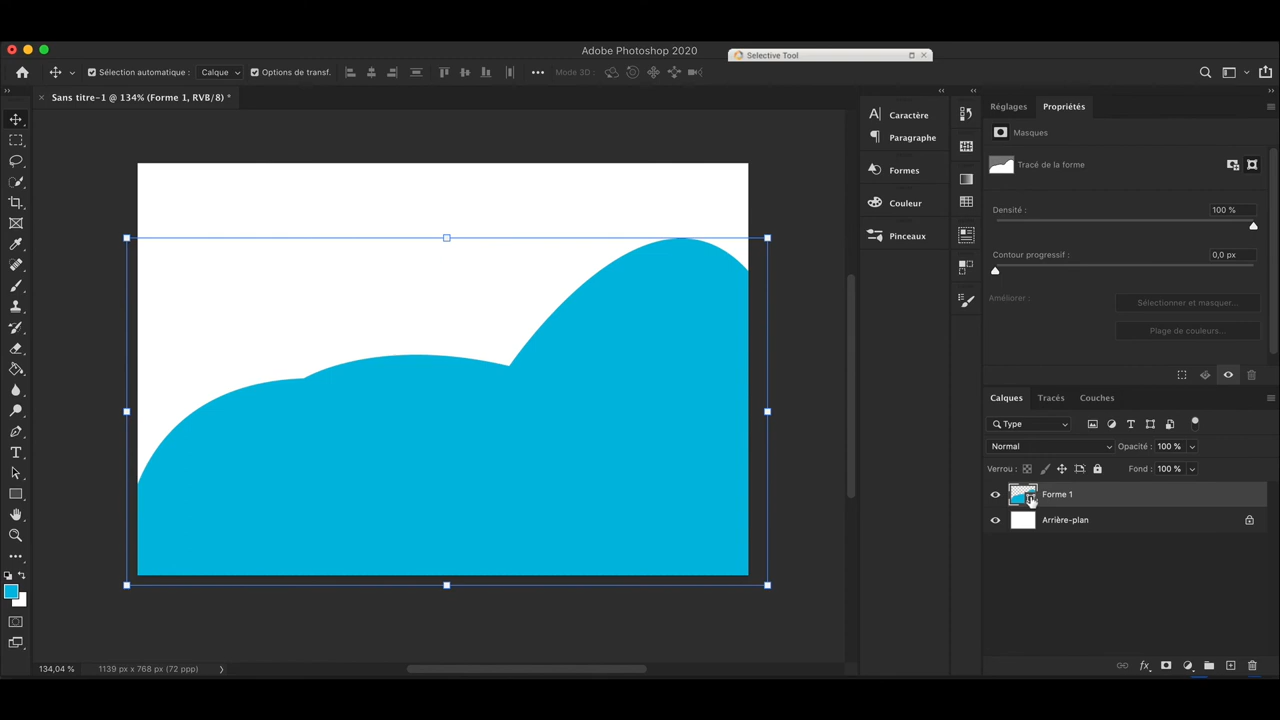 Adobe Photoshop 2020
Selective Tool
Sélection automatique :
Calque
Options de transf.
Mode 3D :
Sans titre-1 @ 134% (Forme 1, RVB/8) *
Caractère
Paragraphe
Formes
Couleur
Pinceaux
Réglages
Propriétés
Masques
Tracé de la forme
Densité :
100 %
Contour progressif :
0,0 px
Améliorer :
Sélectionner et masquer...
Plage de couleurs...
Calques
Tracés
Couches
Type
Normal
Opacité : 100 %
Verrou :
Fond : 100 %
Forme 1
Arrière-plan
134,04 %
1139 px x 768 px (72 ppp)